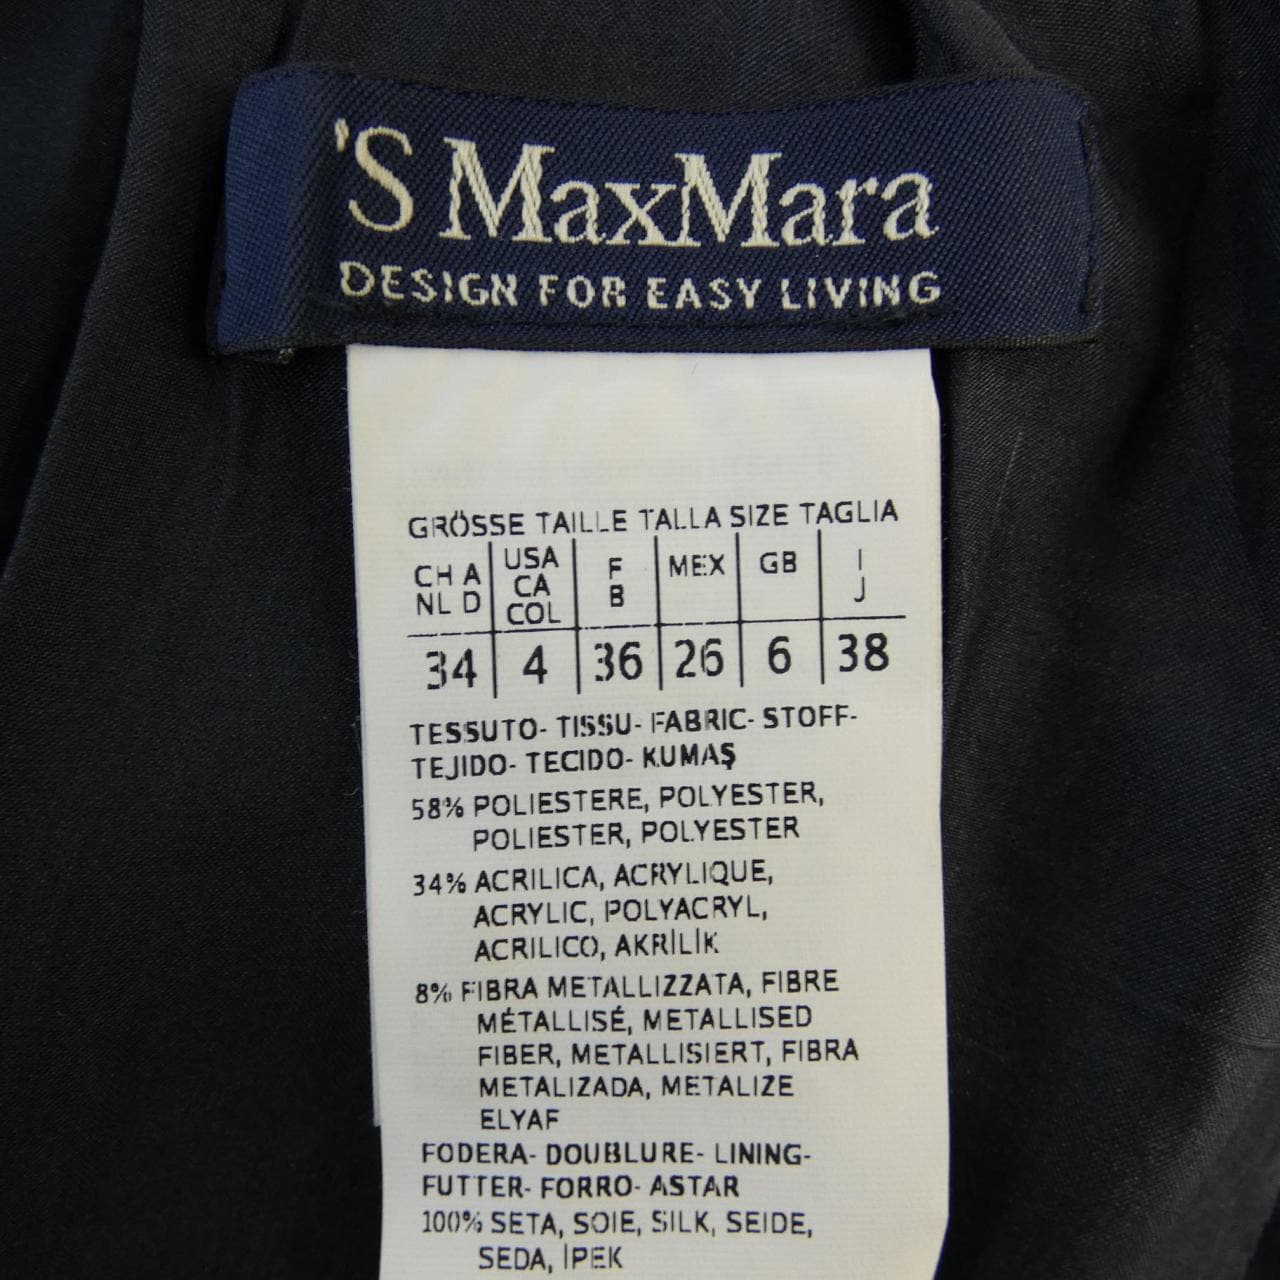 'S MaxMara
DESIGN FOR EASY LIVING
GRÖSSE TAILLE TALLA SIZE TAGLIA
CH A NL D | USA CA COL | F B | MEX | GB | I J
34 | 4 | 36 | 26 | 6 | 38
TESSUTO- TISSU- FABRIC- STOFF-
TEJIDO- TECIDO- KUMAŞ
58% POLIESTERE, POLYESTER,
POLIESTER, POLYESTER
34% ACRILICA, ACRYLIQUE,
ACRYLIC, POLYACRYL,
ACRILICO, AKRİLİK
8% FIBRA METALLIZZATA, FIBRE
MÉTALLISÉ, METALLISED
FIBER, METALLISIERT, FIBRA
METALIZADA, METALIZE
ELYAF
FODERA- DOUBLURE- LINING-
FUTTER- FORRO- ASTAR
100% SETA, SOIE, SILK, SEIDE,
SEDA, İPEK